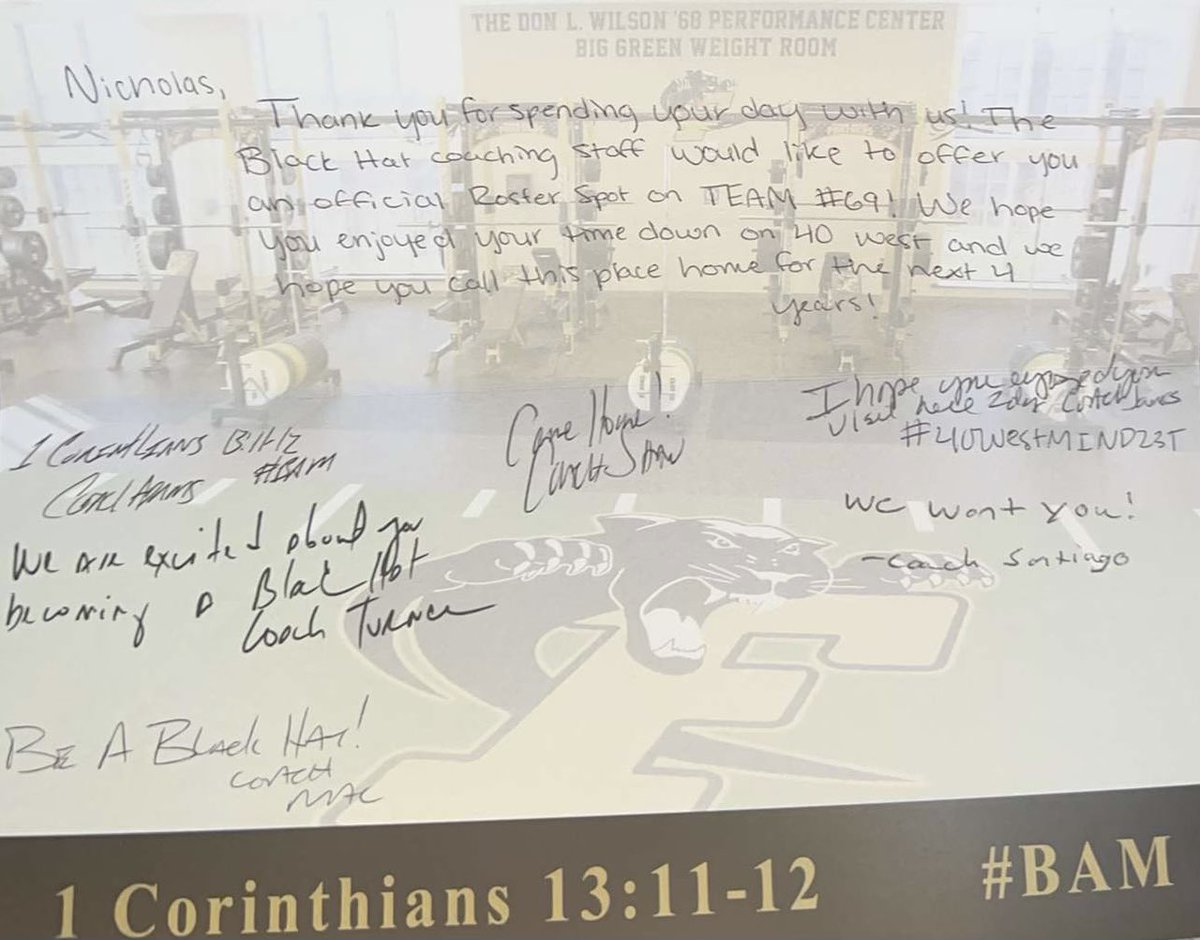 THE DON L. WILSON '68 PERFORMANCE CENTER
BIG GREEN WEIGHT ROOM
Nicholas,
Thank you for spending your day with us! The
Black Hat coaching staff would like to offer you
an official Roster Spot on TEAM #69! We hope
you enjoyed your time down on 40 west and we
hope you call this place home for the next 4
years!
I hope you enjoyed your
visit here 2day Coach James
#40WestMIND23T
1 Corinthians 13:11-12
#BAM
Coach
Come Home!
Coach Shaw
We are excited about you
becoming a Black Hat
Coach Turner
We want you!
-Coach Santiago
Be A Black Hat!
Coach
Mac
1 Corinthians 13:11-12 #BAM